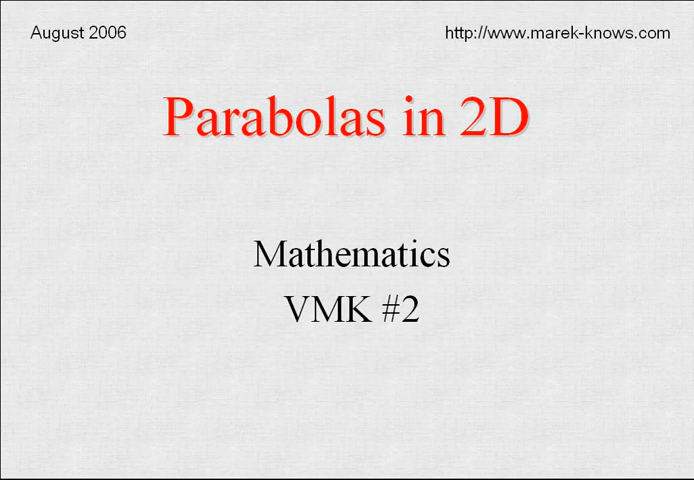 August 2006
http://www.marek-knows.com
Parabolas in 2D
Mathematics
VMK #2